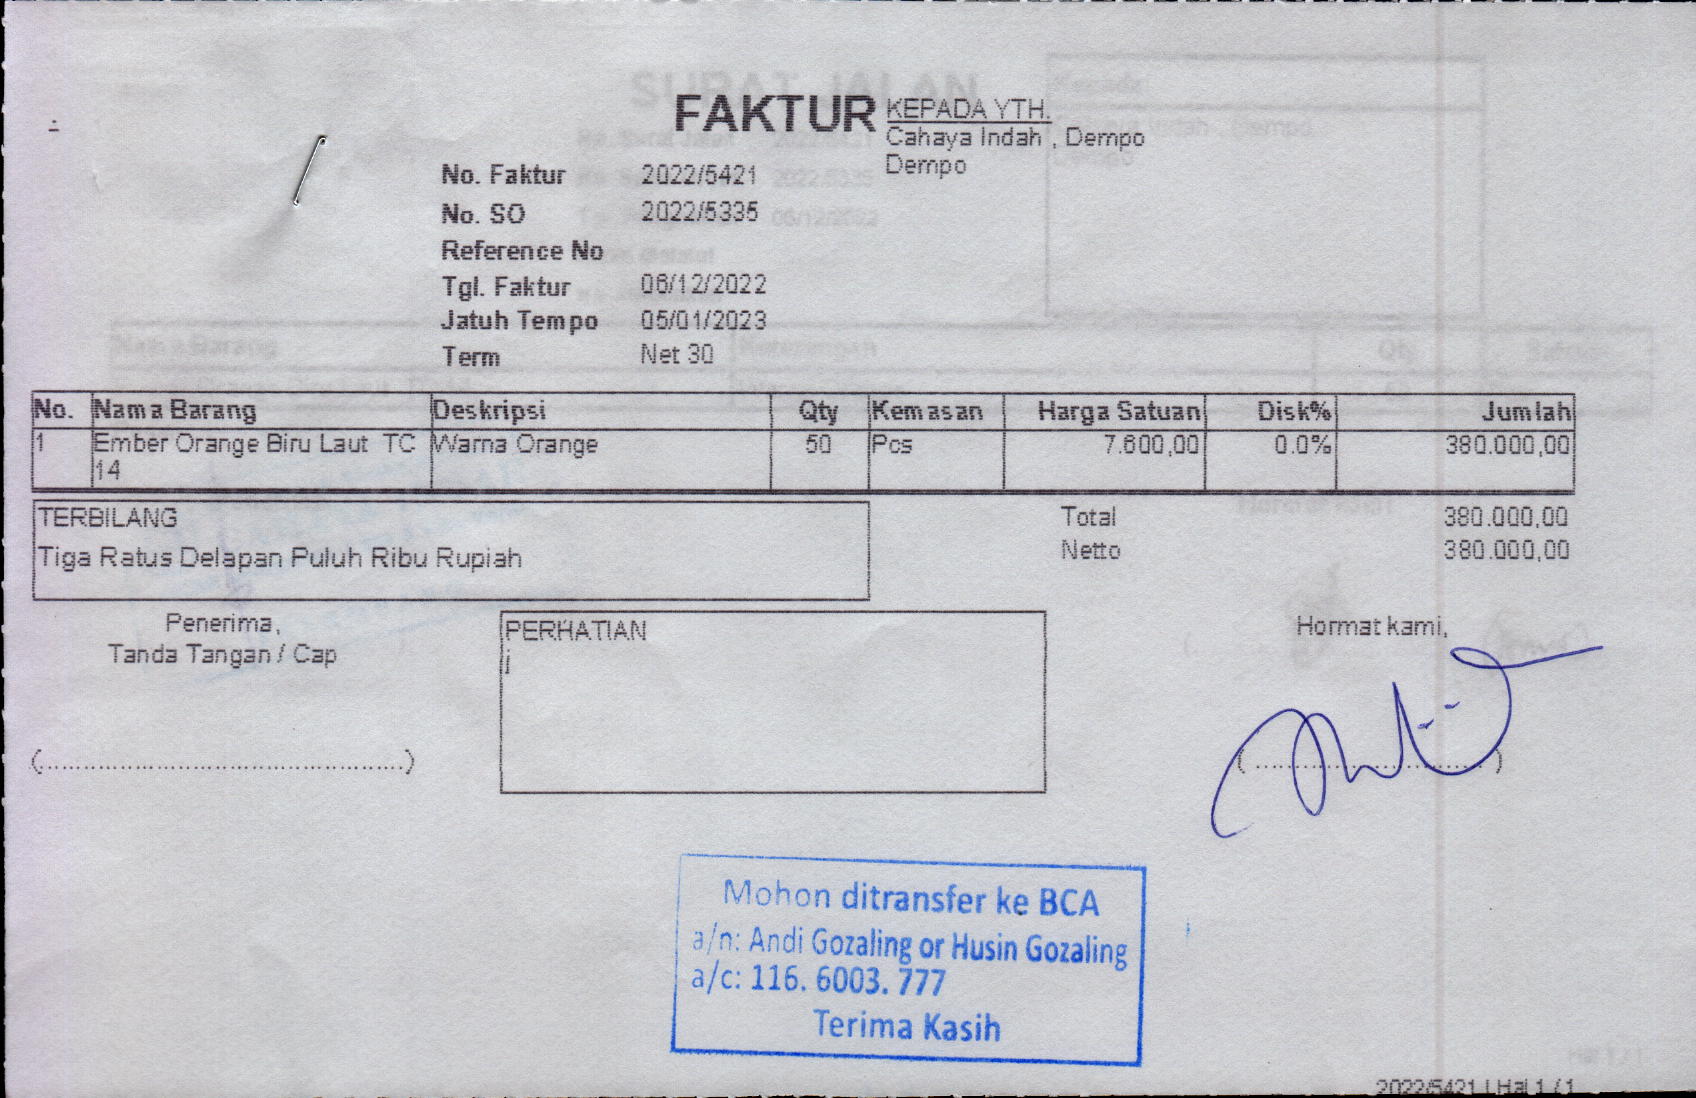 FAKTUR
KEPADA YTH.
Cahaya Indah , Dempo
Dempo
No. Faktur 2022/5421
No. SO 2022/5335
Reference No
Tgl. Faktur 06/12/2022
Jatuh Tempo 05/01/2023
Term Net 30
No. Nama Barang Deskripsi Qty Kemasan Harga Satuan Disk% Jumlah
1 Ember Orange Biru Laut TC Warna Orange 50 Pcs 7.600,00 0.0% 380.000,00
14
TERBILANG
Tiga Ratus Delapan Puluh Ribu Rupiah
Total 380.000,00
Netto 380.000,00
Penerima,
Tanda Tangan / Cap
(................................................)
PERHATIAN
j
Hormat kami,
(................................)
Mohon ditransfer ke BCA
a/n: Andi Gozaling or Husin Gozaling
a/c: 116. 6003. 777
Terima Kasih
2022/5421 | Hal 1 / 1